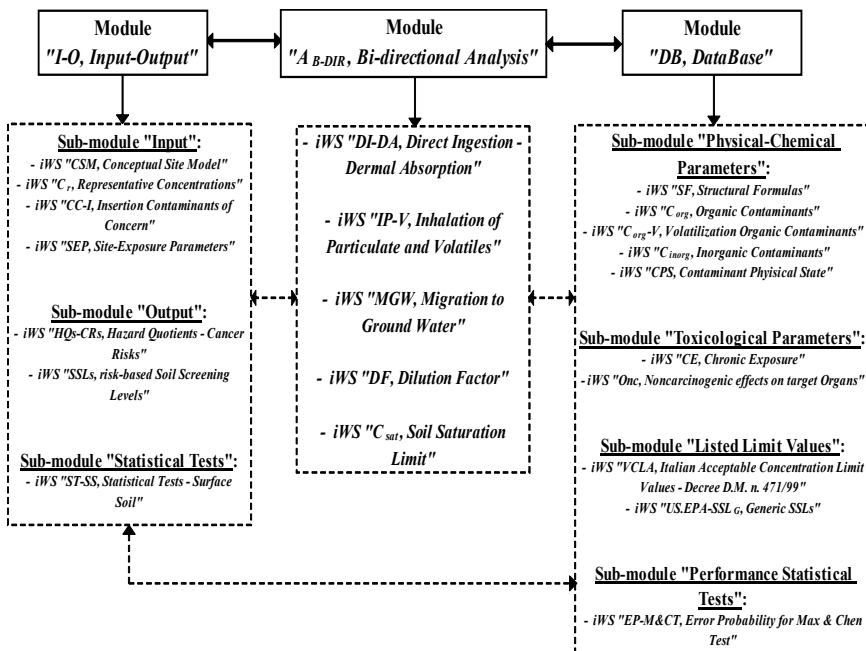 Module
"I-O, Input-Output"
Module
"A B-DIR, Bi-directional Analysis"
Module
"DB, DataBase"
Sub-module "Input":
- iWS "CSM, Conceptual Site Model"
- iWS "C r, Representative Concentrations"
- iWS "CC-I, Insertion Contaminants of
Concern"
- iWS "SEP, Site-Exposure Parameters"
Sub-module "Output":
- iWS "HQs-CRs, Hazard Quotients - Cancer
Risks"
- iWS "SSLs, risk-based Soil Screening
Levels"
Sub-module "Statistical Tests":
- iWS "ST-SS, Statistical Tests - Surface
Soil"
- iWS "DI-DA, Direct Ingestion -
Dermal Absorption"
- iWS "IP-V, Inhalation of
Particulate and Volatiles"
- iWS "MGW, Migration to
Ground Water"
- iWS "DF, Dilution Factor"
- iWS "C sat, Soil Saturation
Limit"
Sub-module "Physical-Chemical
Parameters":
- iWS "SF, Structural Formulas"
- iWS "C org, Organic Contaminants"
- iWS "C org-V, Volatilization Organic Contaminants"
- iWS "C inorg, Inorganic Contaminants"
- iWS "CPS, Contaminant Phyisical State"
Sub-module "Toxicological Parameters":
- iWS "CE, Chronic Exposure"
- iWS "Onc, Noncarcinogenic effects on target Organs"
Sub-module "Listed Limit Values":
- iWS "VCLA, Italian Acceptable Concentration Limit
Values - Decree D.M. n. 471/99"
- iWS "US.EPA-SSL G, Generic SSLs"
Sub-module "Performance Statistical
Tests":
- iWS "EP-M&CT, Error Probability for Max & Chen
Test"